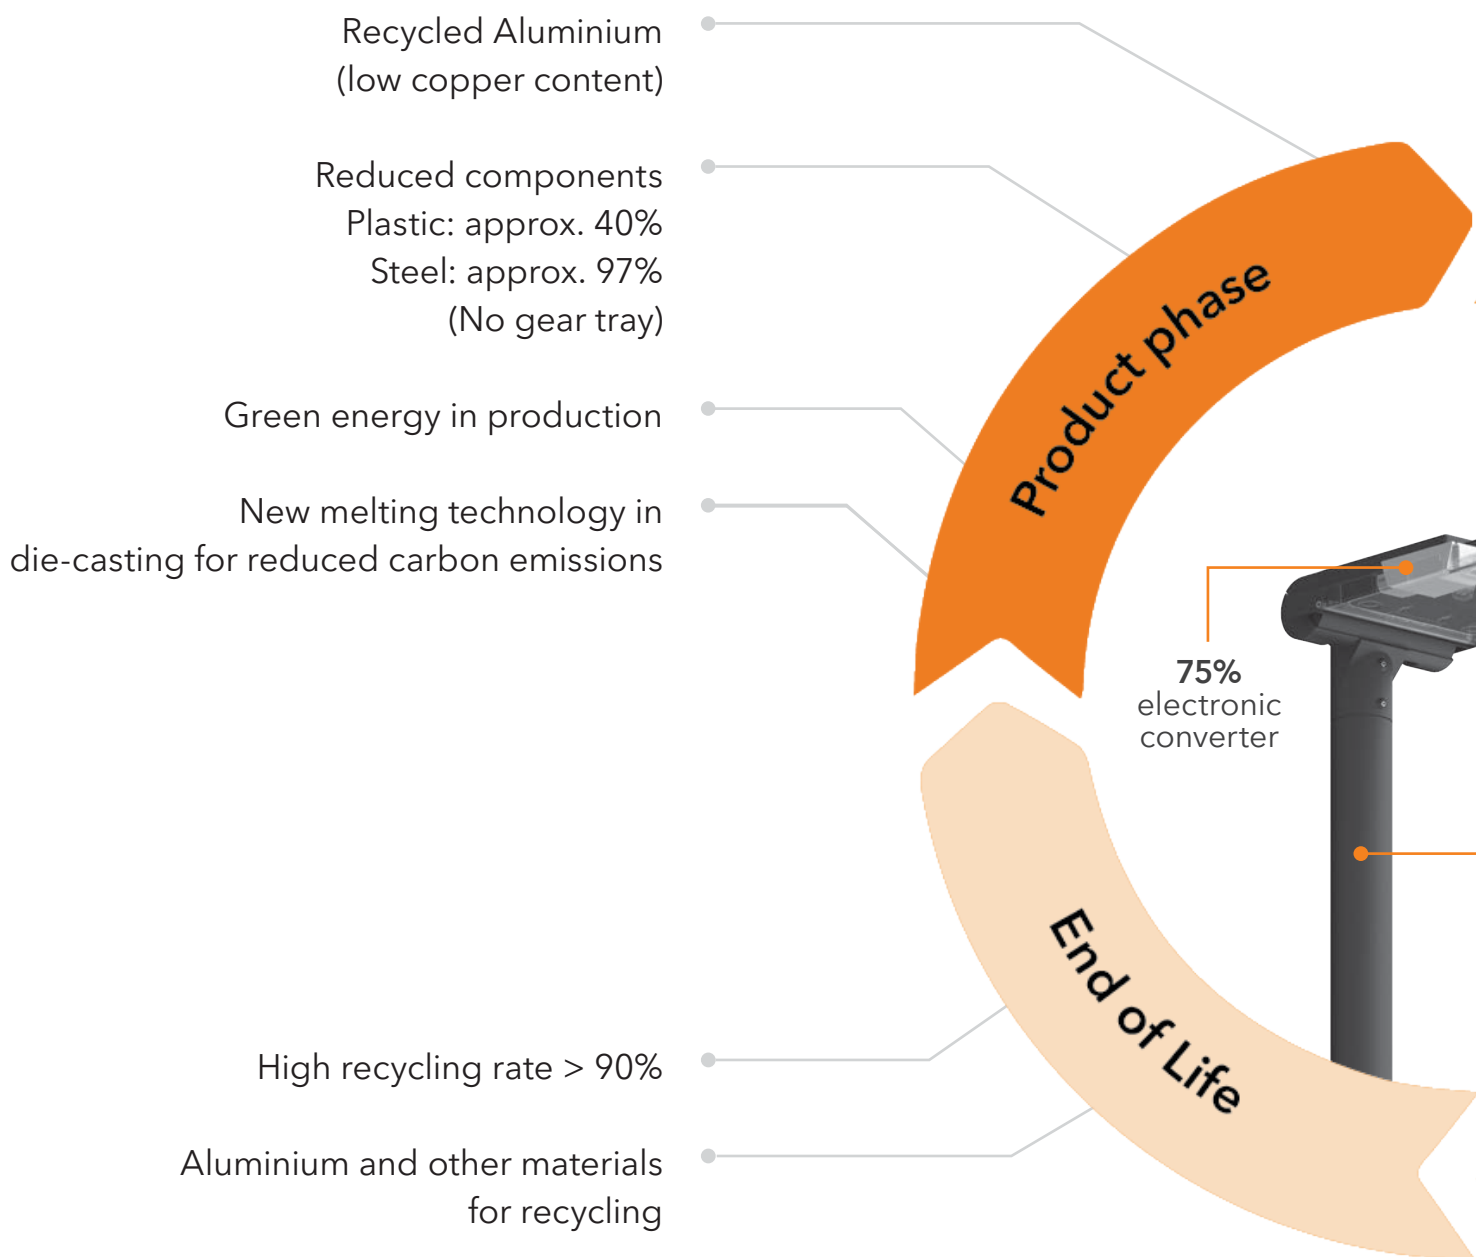 Recycled Aluminium
(low copper content)
Reduced components
Plastic: approx. 40%
Steel: approx. 97%
(No gear tray)
Green energy in production
New melting technology in
die-casting for reduced carbon emissions
Product phase
75%
electronic
converter
End of Life
High recycling rate > 90%
Aluminium and other materials
for recycling